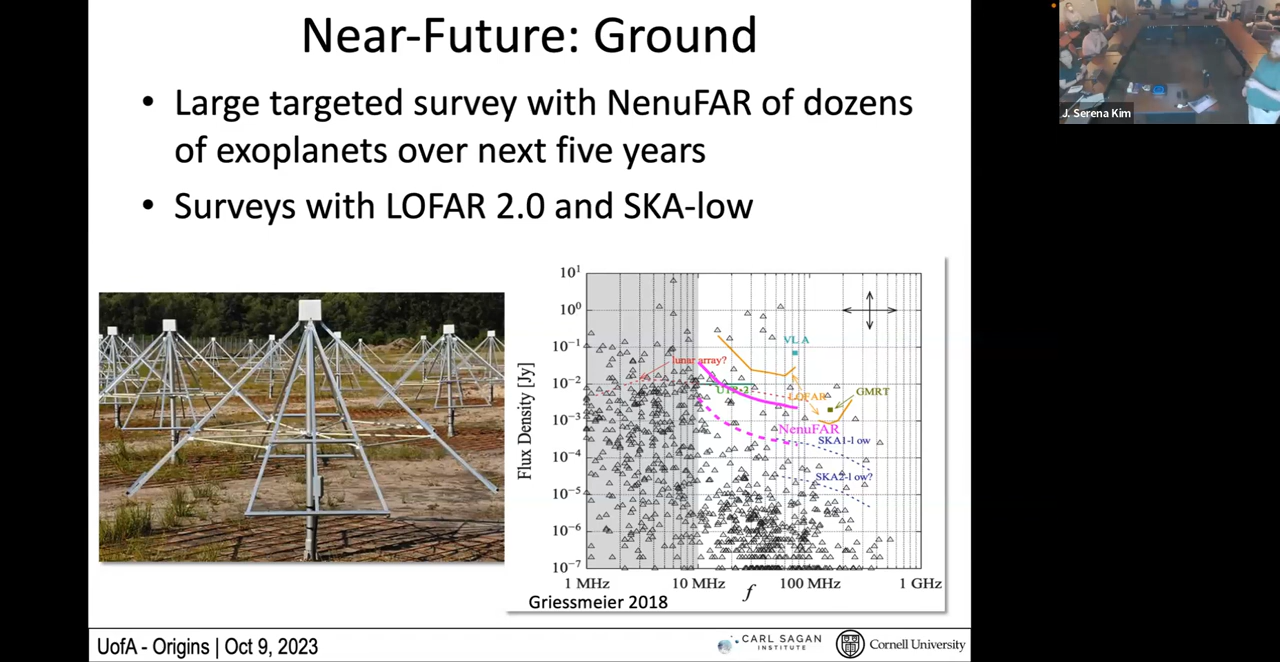 Near-Future: Ground
• Large targeted survey with NenuFAR of dozens
of exoplanets over next five years
• Surveys with LOFAR 2.0 and SKA-low
J. Serena Kim
10¹
10⁰
10⁻¹
10⁻²
10⁻³
10⁻⁴
10⁻⁵
10⁻⁶
10⁻⁷
Flux Density [Jy]
VLA
lunar array?
UTR-2
LOFAR
GMRT
NenuFAR
SKA1-low
SKA2-low?
1 MHz
10 MHz
100 MHz
1 GHz
f
Griessmeier 2018
UofA - Origins | Oct 9, 2023
CARL SAGAN
INSTITUTE
Cornell University